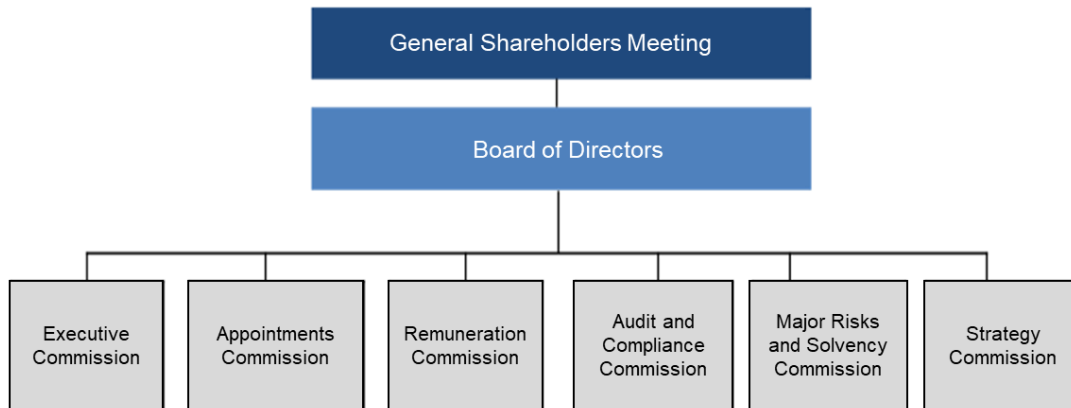 General Shareholders Meeting
Board of Directors
Executive
Commission
Appointments
Commission
Remuneration
Commission
Audit and
Compliance
Commission
Major Risks
and Solvency
Commission
Strategy
Commission